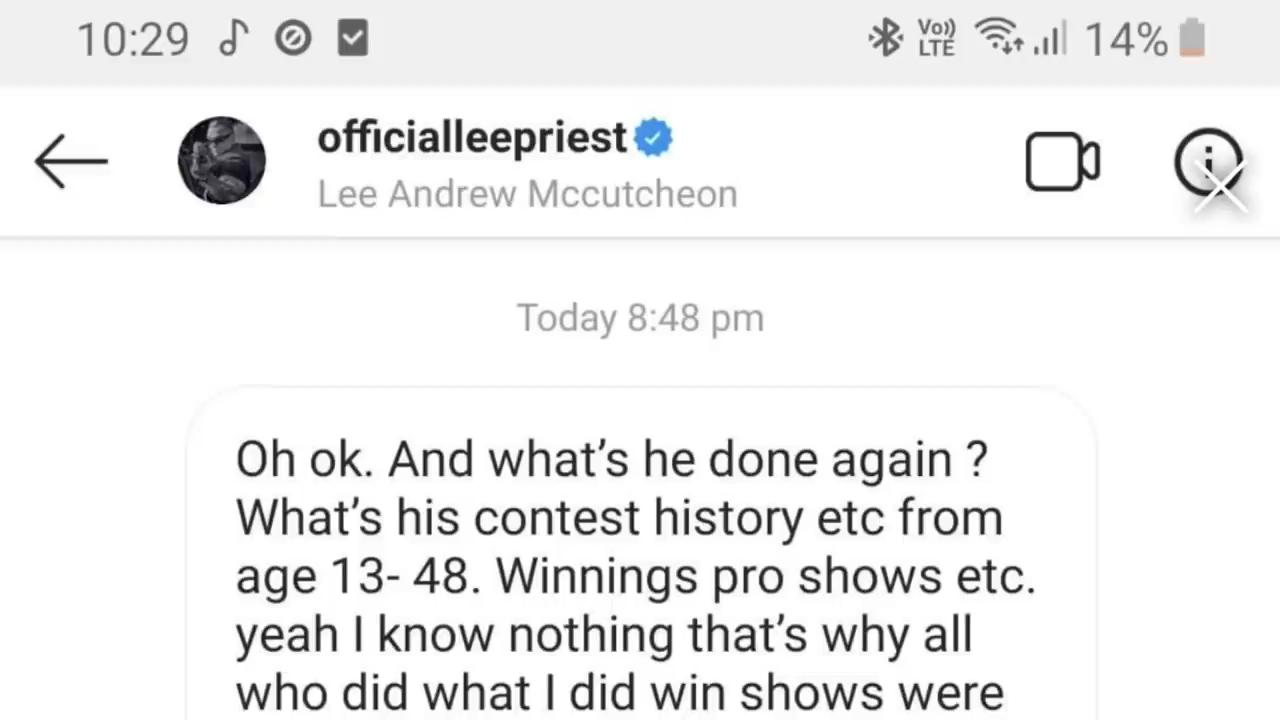 10:29 Vo)) LTE 14%
officialleepriest
Lee Andrew Mccutcheon
Today 8:48 pm
Oh ok. And what's he done again ?
What's his contest history etc from
age 13- 48. Winnings pro shows etc.
yeah I know nothing that's why all
who did what I did win shows were